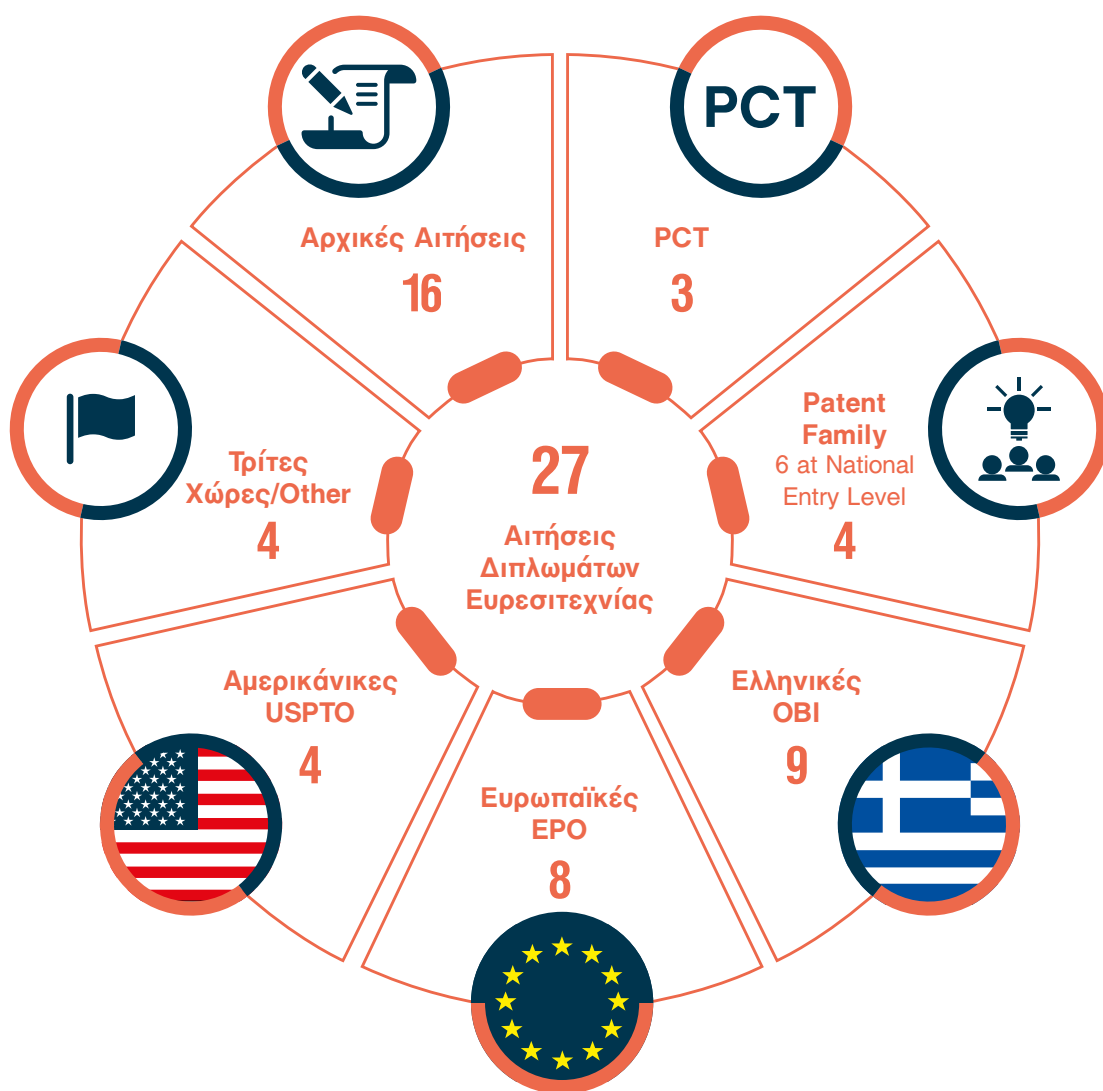 PCT
Αρχικές Αιτήσεις
16
PCT
3
Patent
Family
6 at National
Entry Level
4
Ελληνικές
ΟΒΙ
9
Ευρωπαϊκές
EPO
8
Αμερικάνικες
USPTO
4
Τρίτες
Χώρες/Other
4
27
Αιτήσεις
Διπλωμάτων
Ευρεσιτεχνίας